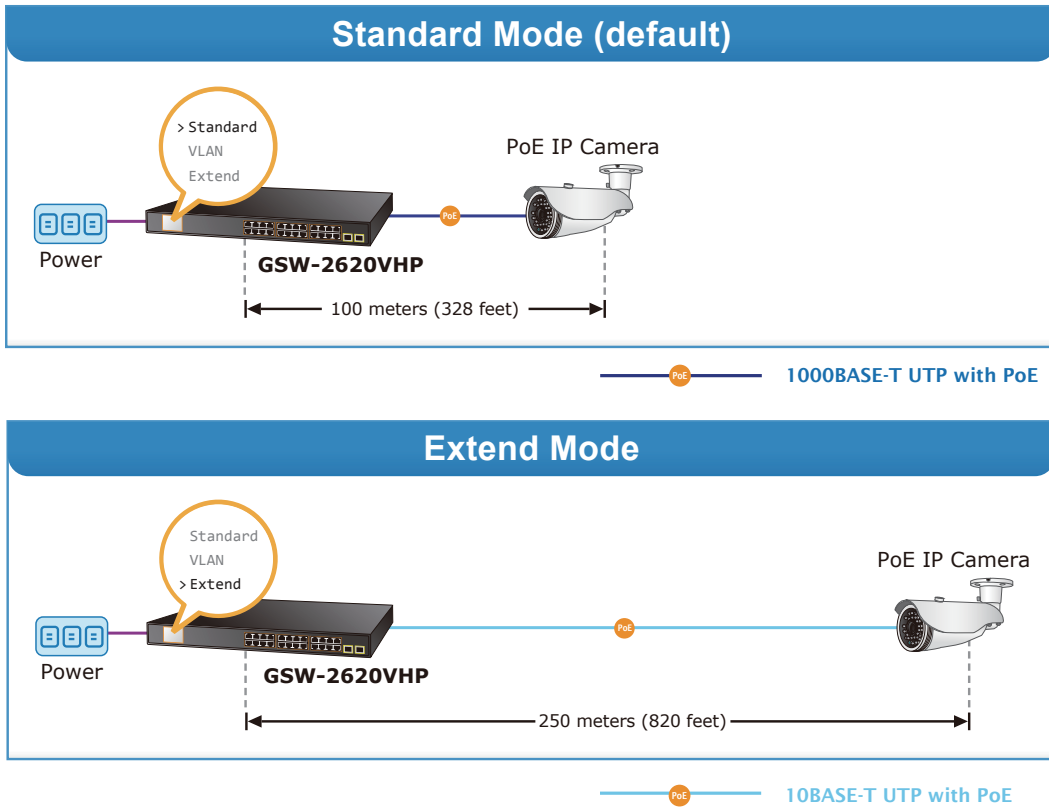 Standard Mode (default)
> Standard
VLAN
Extend
PoE IP Camera
PoE
Power
GSW-2620VHP
100 meters (328 feet)
PoE
1000BASE-T UTP with PoE
Extend Mode
Standard
VLAN
> Extend
PoE IP Camera
PoE
Power
GSW-2620VHP
250 meters (820 feet)
PoE
10BASE-T UTP with PoE